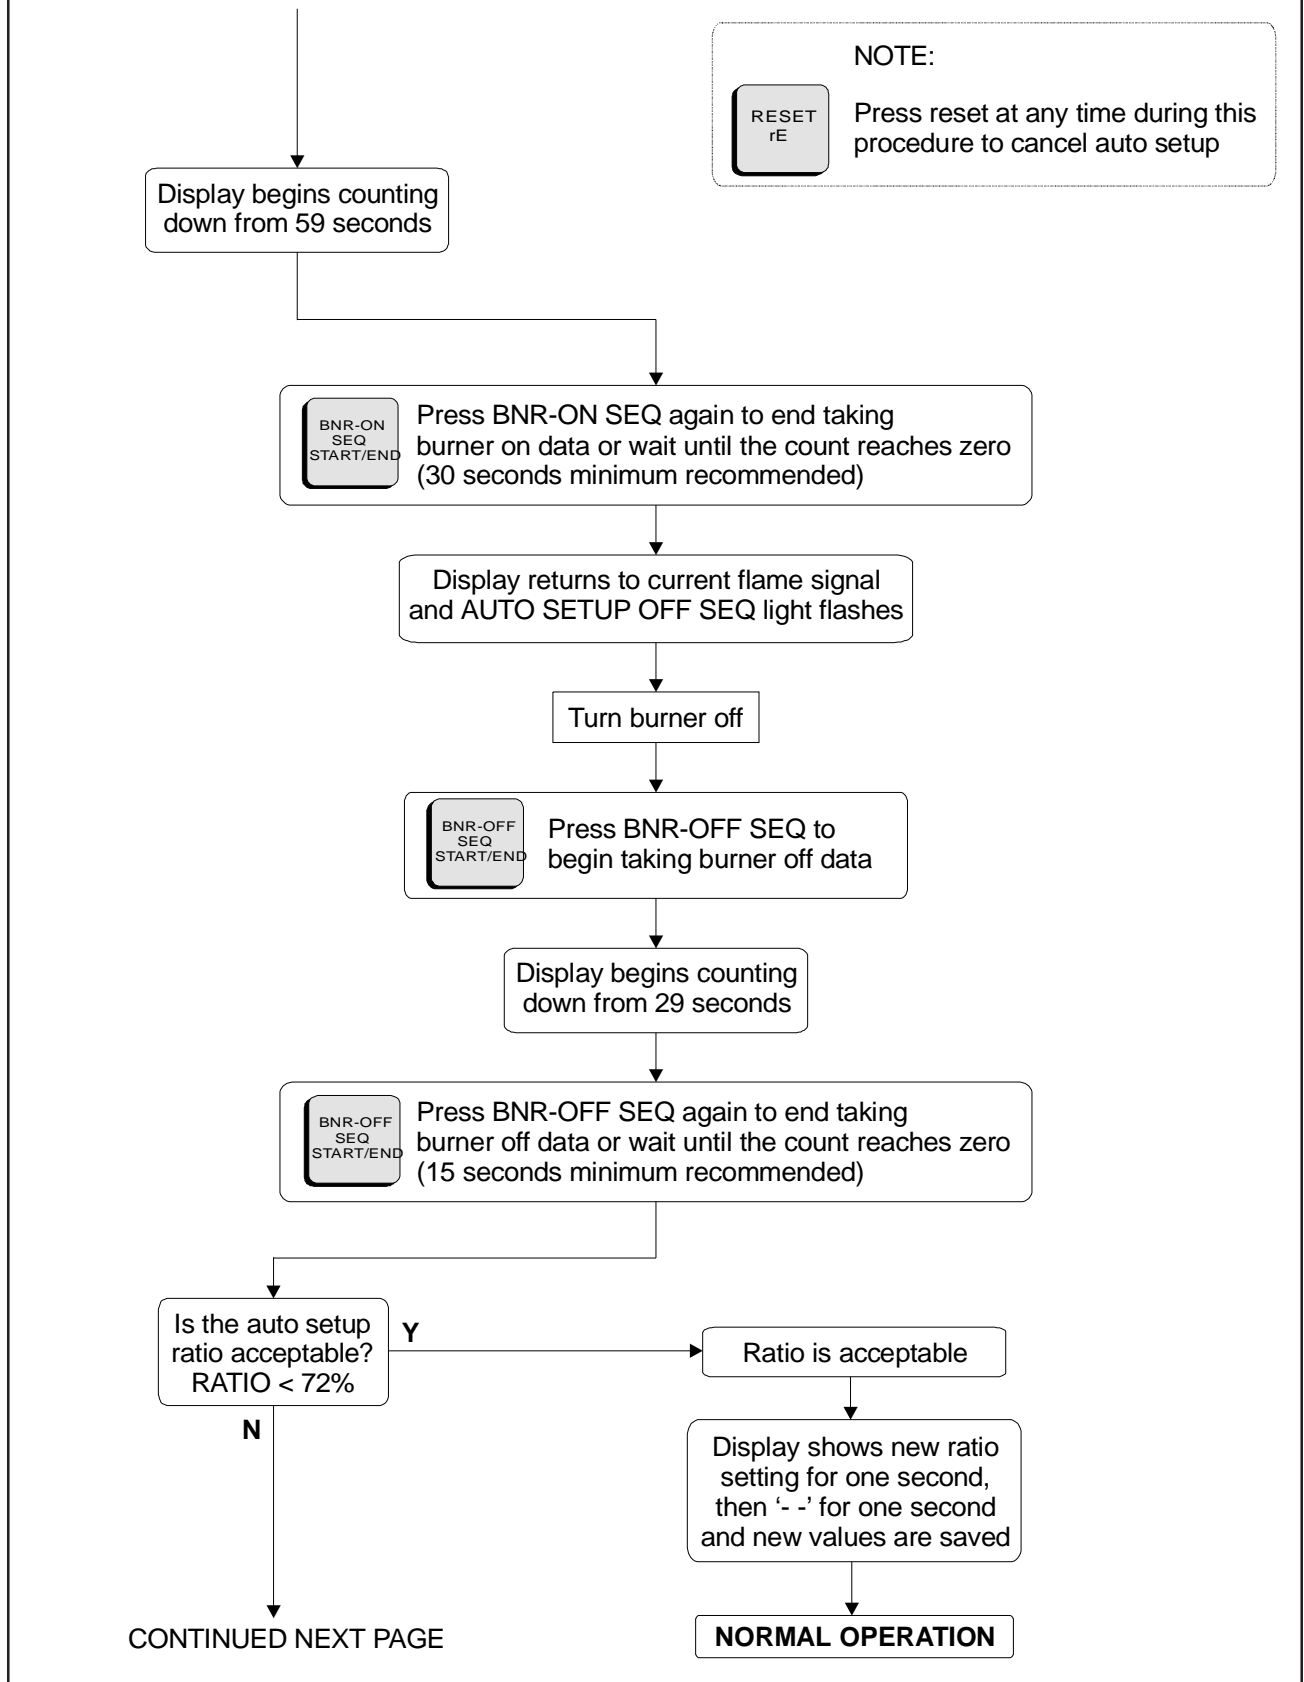 NOTE:
RESET
rE
Press reset at any time during this
procedure to cancel auto setup
Display begins counting
down from 59 seconds
BNR-ON
SEQ
START/END
Press BNR-ON SEQ again to end taking
burner on data or wait until the count reaches zero
(30 seconds minimum recommended)
Display returns to current flame signal
and AUTO SETUP OFF SEQ light flashes
Turn burner off
BNR-OFF
SEQ
START/END
Press BNR-OFF SEQ to
begin taking burner off data
Display begins counting
down from 29 seconds
BNR-OFF
SEQ
START/END
Press BNR-OFF SEQ again to end taking
burner off data or wait until the count reaches zero
(15 seconds minimum recommended)
Is the auto setup
ratio acceptable?
RATIO < 72%
Y
Ratio is acceptable
N
Display shows new ratio
setting for one second,
then ‘- -’ for one second
and new values are saved
CONTINUED NEXT PAGE
NORMAL OPERATION